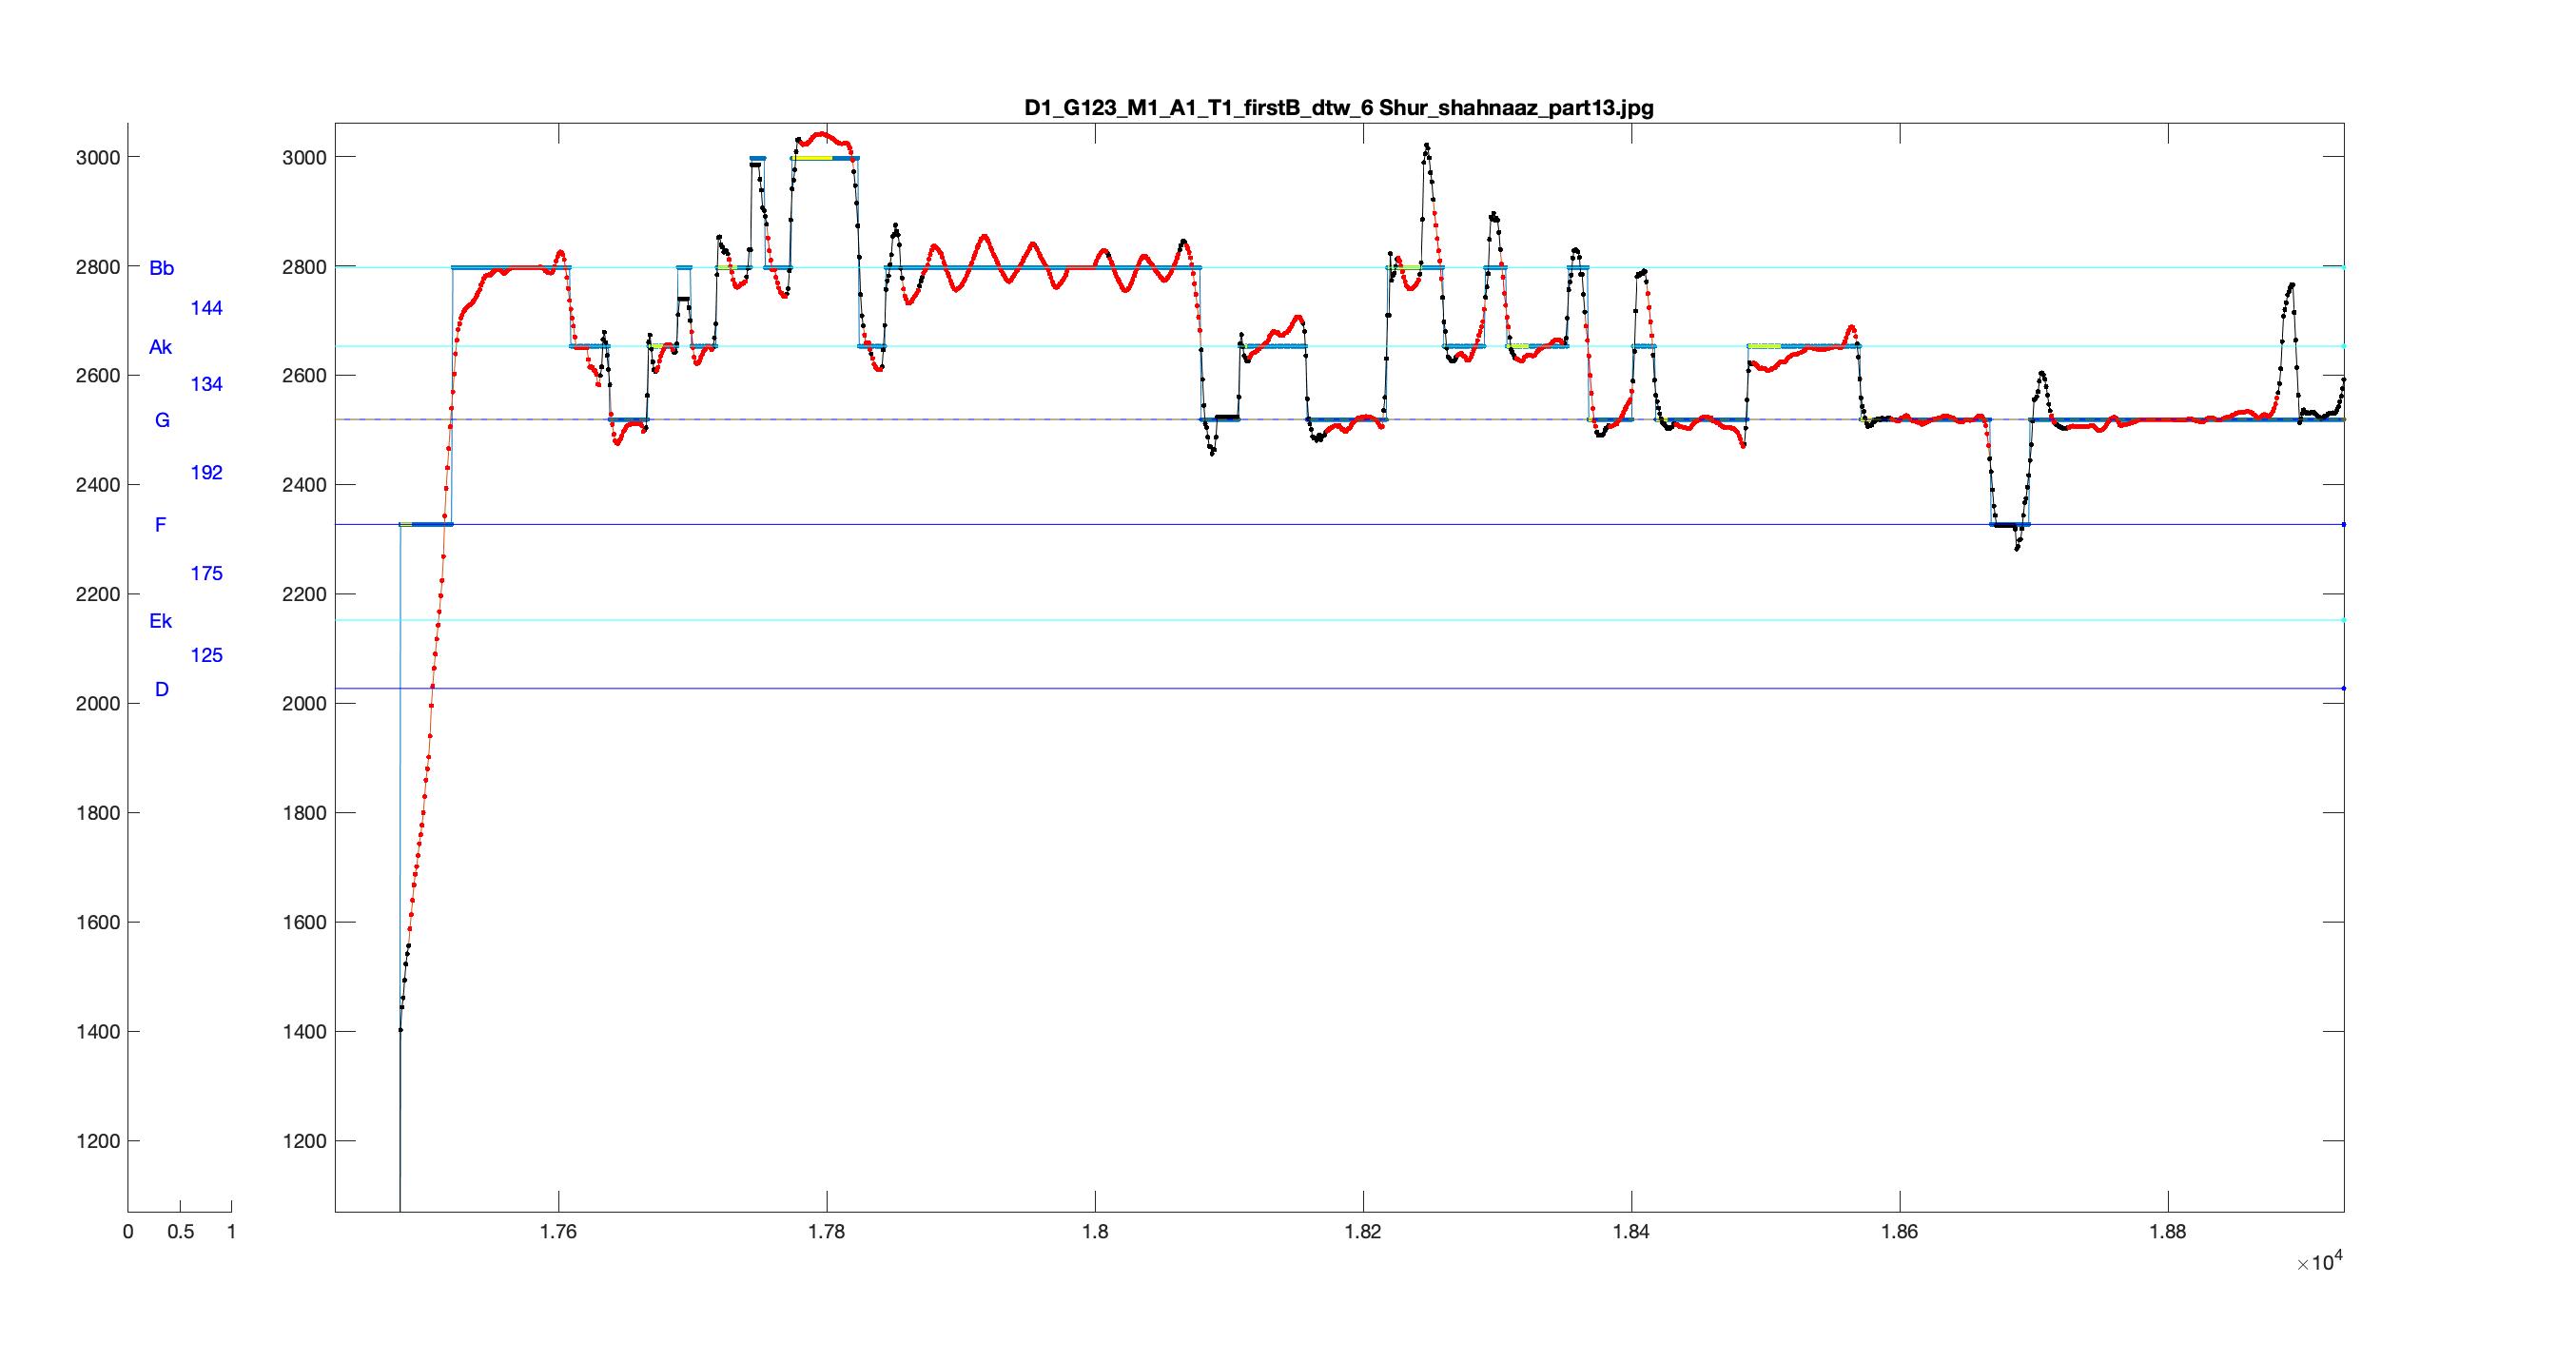 D1_G123_M1_A1_T1_firstB_dtw_6 Shur_shahnaaz_part13.jpg
3000 3000
2800 Bb 2800
144
Ak
2600 134 2600
G
2400 192 2400
F
2200 175 2200
Ek
125
2000 D 2000
1800 1800
1600 1600
1400 1400
1200 1200
0 0.5 1 1.76 1.78 1.8 1.82 1.84 1.86 1.88
×10⁴